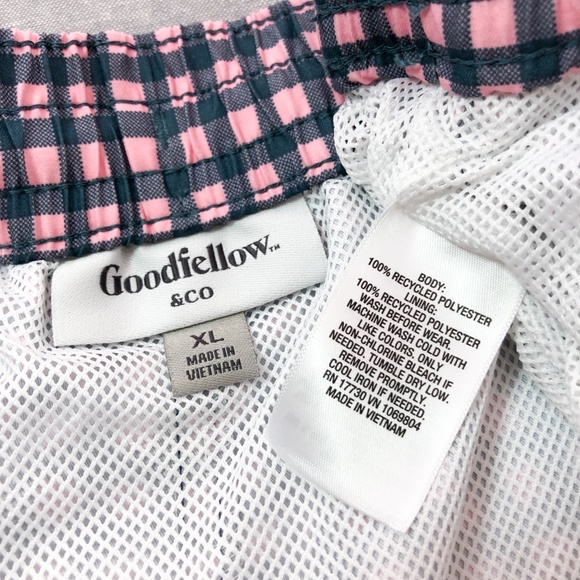 Goodfellow™
&CO
XL
MADE IN
VIETNAM
BODY:
100% RECYCLED POLYESTER
LINING:
100% RECYCLED POLYESTER
WASH BEFORE WEAR.
MACHINE WASH COLD WITH
LIKE COLORS. ONLY
NON-CHLORINE BLEACH IF
NEEDED. TUMBLE DRY LOW.
REMOVE PROMPTLY.
COOL IRON IF NEEDED.
RN 17730 VN 1069804
MADE IN VIETNAM